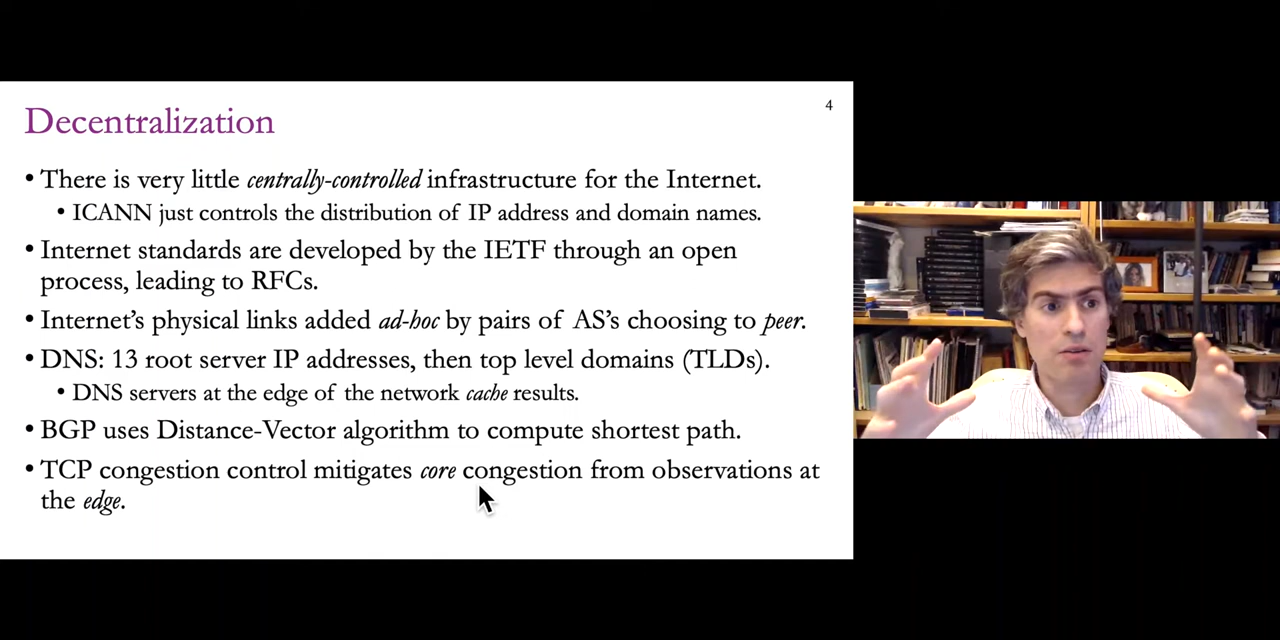 4
Decentralization
• There is very little centrally-controlled infrastructure for the Internet.
• ICANN just controls the distribution of IP address and domain names.
• Internet standards are developed by the IETF through an open
process, leading to RFCs.
• Internet's physical links added ad-hoc by pairs of AS's choosing to peer.
• DNS: 13 root server IP addresses, then top level domains (TLDs).
• DNS servers at the edge of the network cache results.
• BGP uses Distance-Vector algorithm to compute shortest path.
• TCP congestion control mitigates core congestion from observations at
the edge.